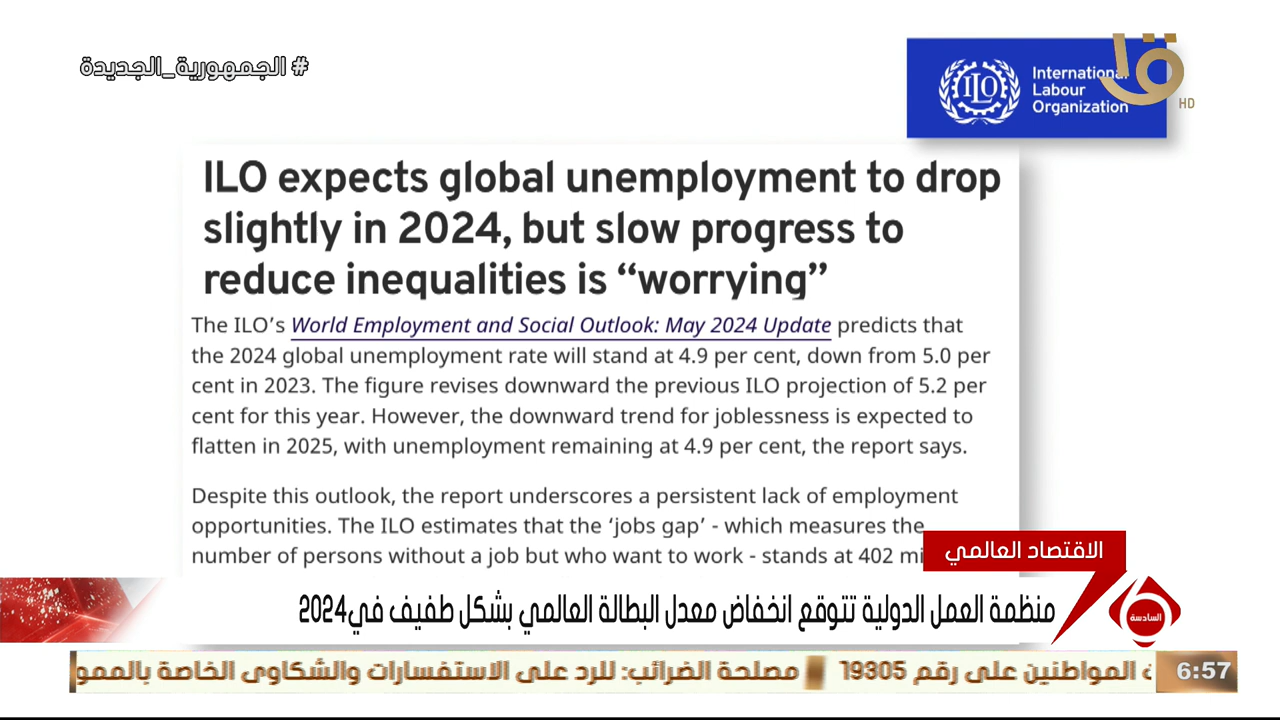 # الجمهورية_الجديدة
ILO
International
Labour
Organization
HD
ILO expects global unemployment to drop
slightly in 2024, but slow progress to
reduce inequalities is “worrying”
The ILO’s World Employment and Social Outlook: May 2024 Update predicts that
the 2024 global unemployment rate will stand at 4.9 per cent, down from 5.0 per
cent in 2023. The figure revises downward the previous ILO projection of 5.2 per
cent for this year. However, the downward trend for joblessness is expected to
flatten in 2025, with unemployment remaining at 4.9 per cent, the report says.
Despite this outlook, the report underscores a persistent lack of employment
opportunities. The ILO estimates that the ‘jobs gap’ - which measures the
number of persons without a job but who want to work - stands at 402
الاقتصاد العالمي
منظمة العمل الدولية تتوقع انخفاض معدل البطالة العالمي بشكل طفيف في2024
السادسة
المواطنين على رقم 19305 مصلحة الضرائب: للرد على الاستفسارات والشكاوى الخاصة
6:57